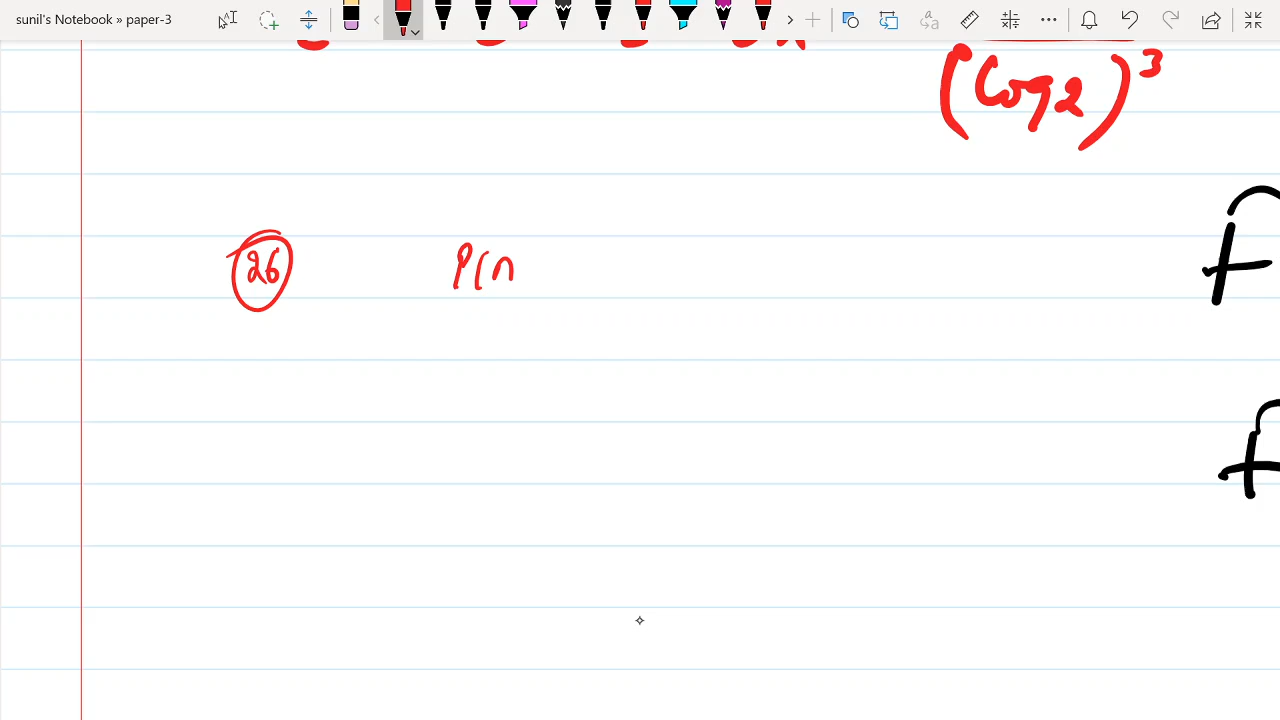 sunil's Notebook » paper-3
(log2)³
26 P(n
f
f